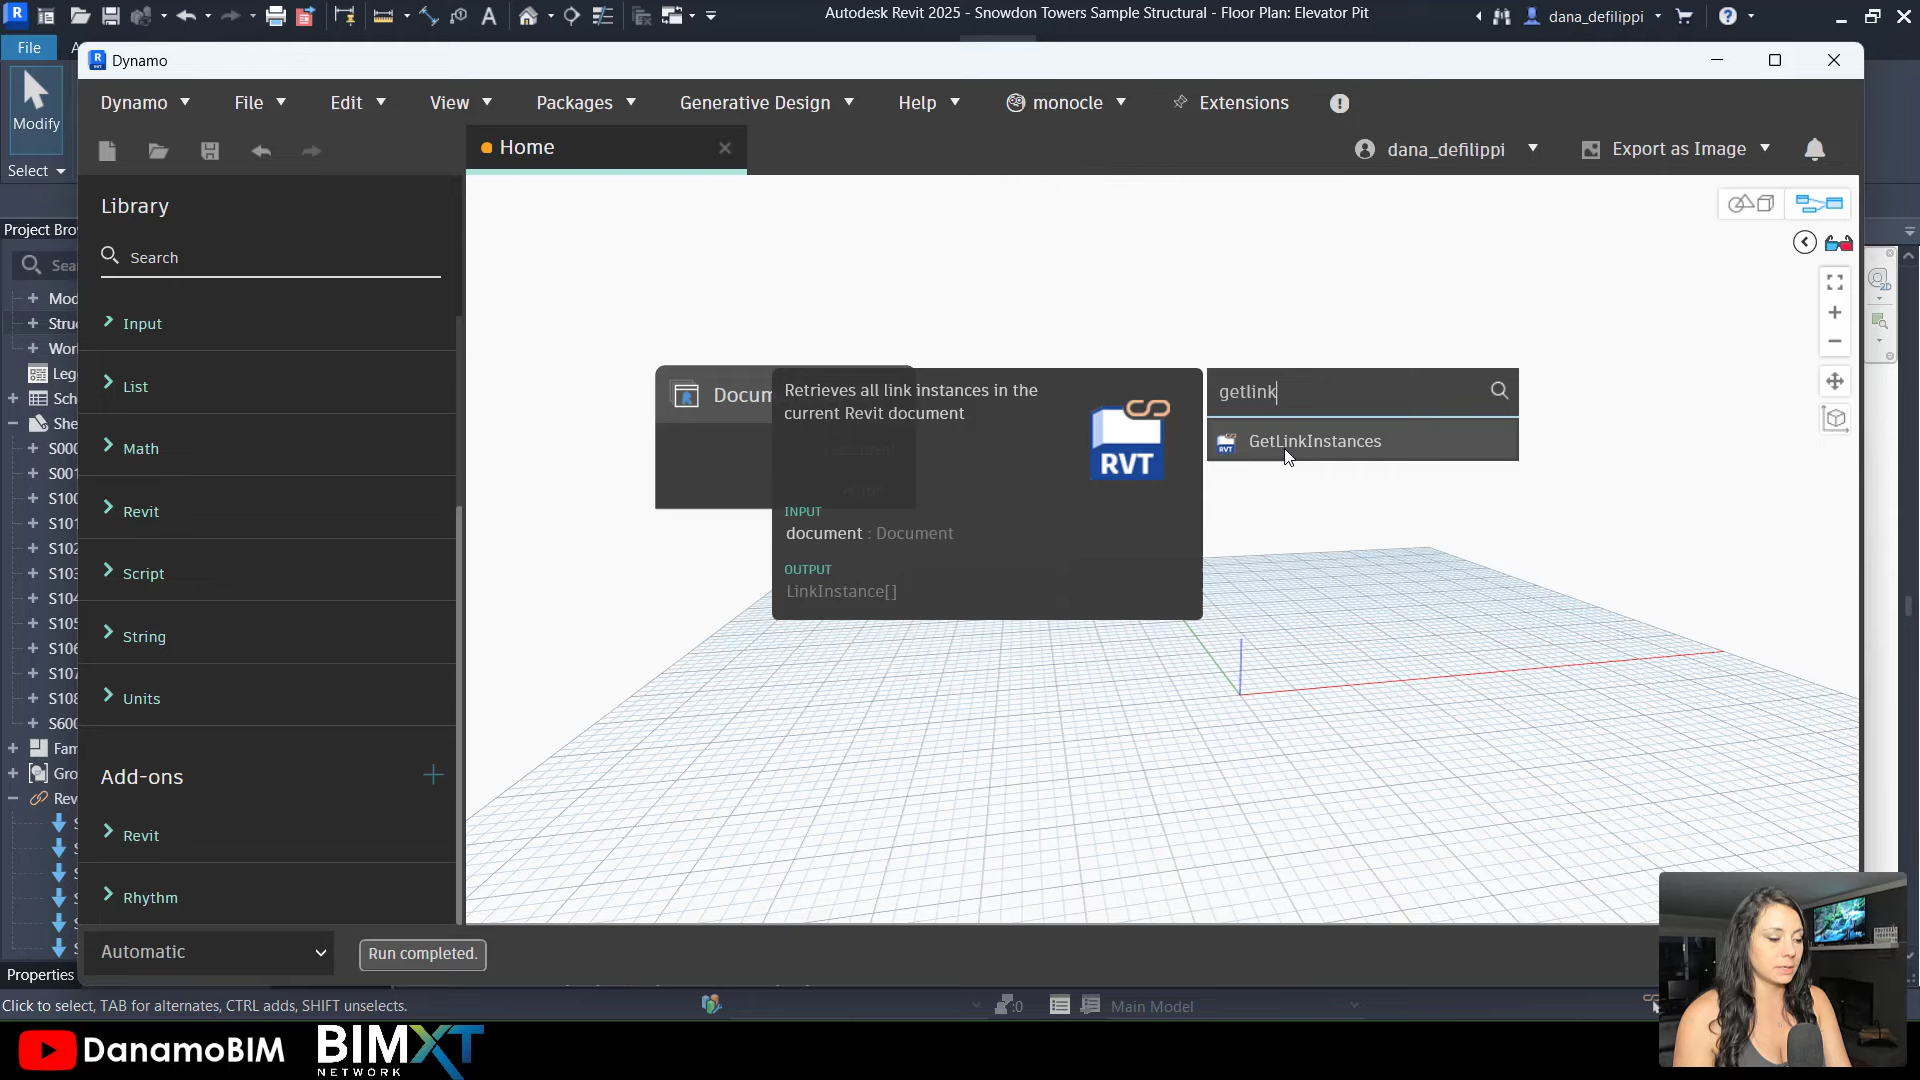 Autodesk Revit 2025 - Snowdon Towers Sample Structural - Floor Plan: Elevator Pit
dana_defilippi
File
Modify
Select
Project Bro
Sea
Mod
Struc
Wor
Leg
Sch
She
S000
S001
S100
S101
S102
S103
S104
S105
S106
S107
S108
S600
Fam
Gro
Rev
Properties
Dynamo
Dynamo
File
Edit
View
Packages
Generative Design
Help
monocle
Extensions
Home
dana_defilippi
Export as Image
Library
Search
Input
List
Math
Revit
Script
String
Units
Add-ons
Revit
Rhythm
Automatic
Run completed.
Docum
Retrieves all link instances in the
current Revit document
RVT
INPUT
document : Document
OUTPUT
LinkInstance[]
getlink
RVT
GetLinkInstances
Click to select, TAB for alternates, CTRL adds, SHIFT unselects.
:0
Main Model
DanamoBIM
BIMXT
NETWORK